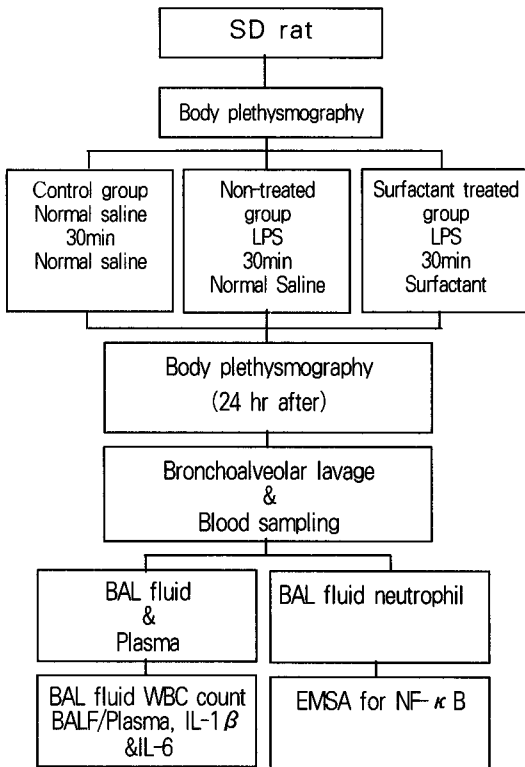 SD rat
Body plethysmography
Control group
Normal saline
30min
Normal saline
Non-treated
group
LPS
30min
Normal Saline
Surfactant treated
group
LPS
30min
Surfactant
Body plethysmography
(24 hr after)
Bronchoalveolar lavage
&
Blood sampling
BAL fluid
&
Plasma
BAL fluid neutrophil
BAL fluid WBC count
BALF/Plasma, IL-1β
&IL-6
EMSA for NF-κB